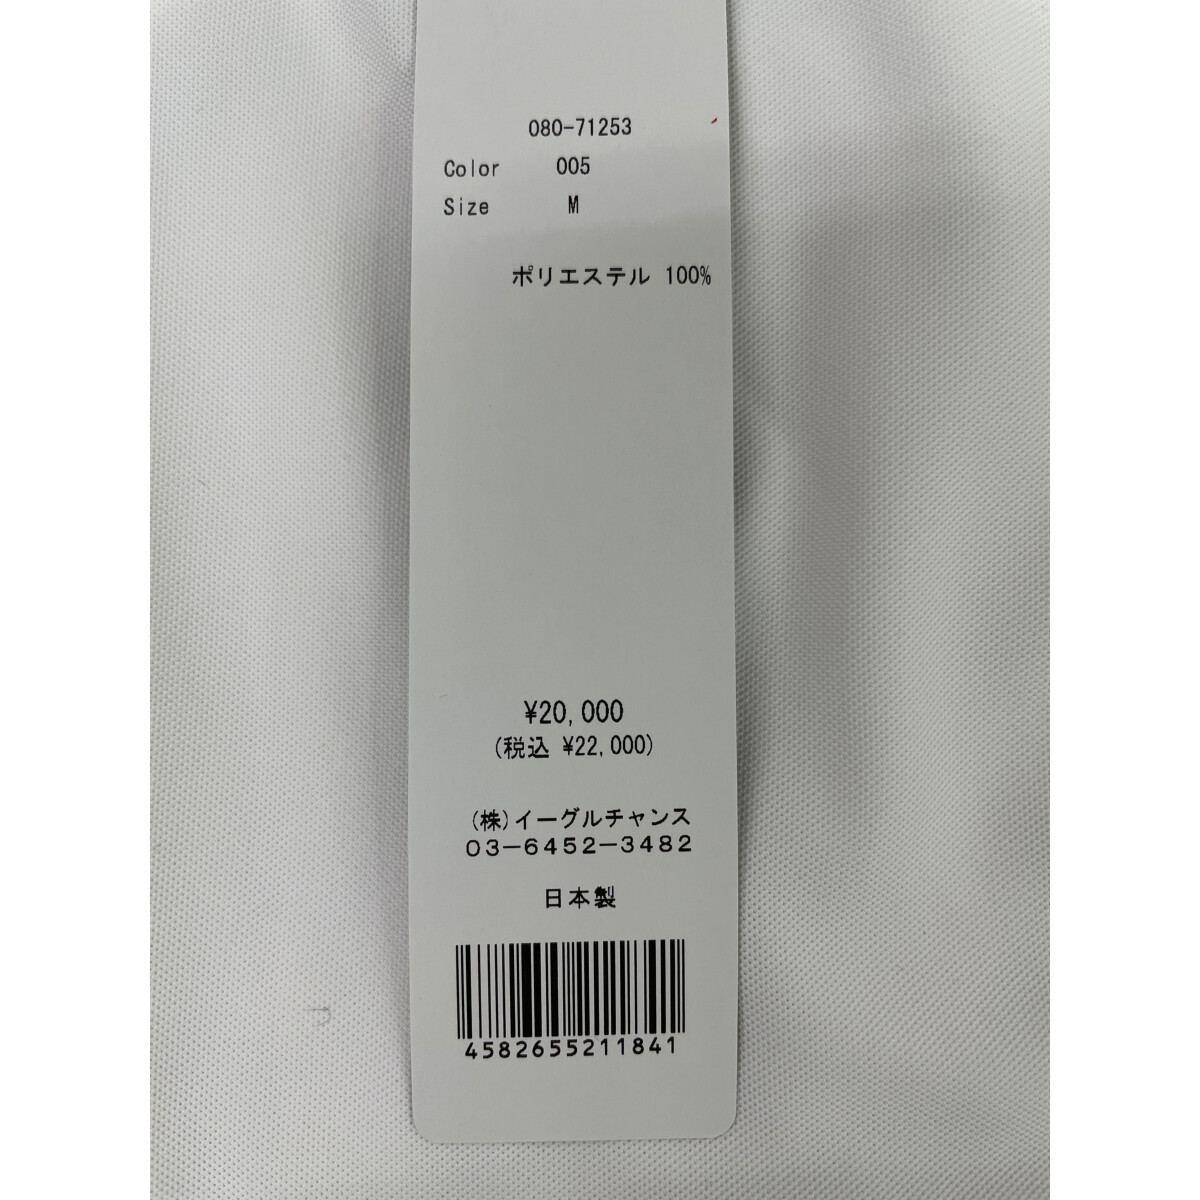 080-71253
Color 005
Size M
ポリエステル 100%
¥20,000
(税込 ¥22,000)
(株)イーグルチャンス
03-6452-3482
日本製
4582655211841